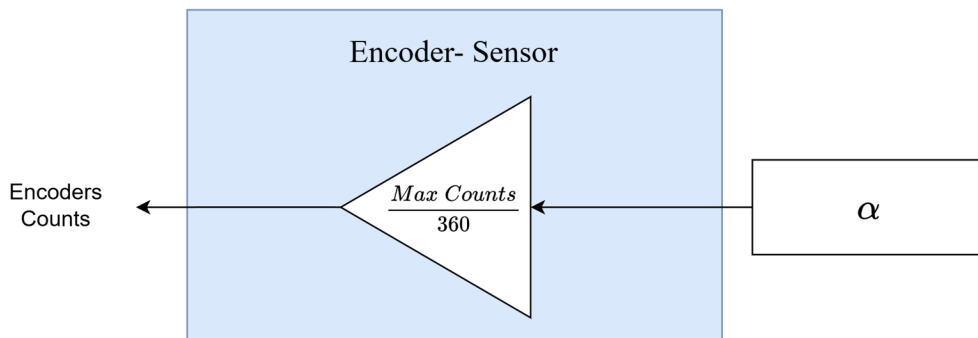 Encoder- Sensor
Encoders
Counts
Max Counts
360
α